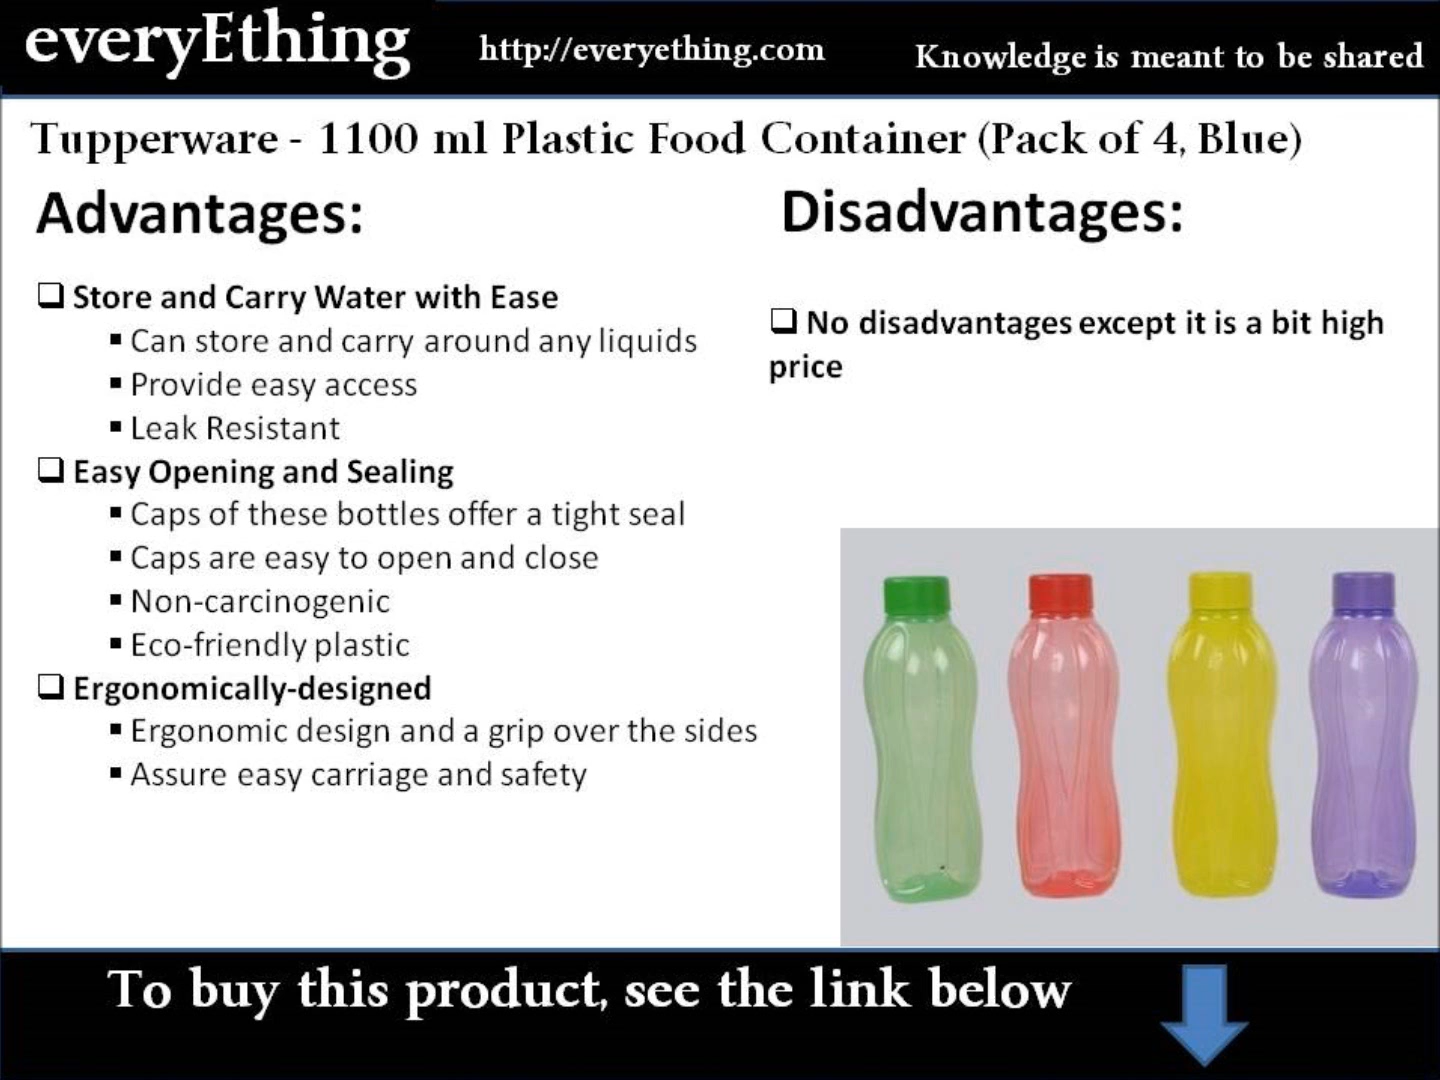 everyEthing
http://everyething.com
Knowledge is meant to be shared
Tupperware - 1100 ml Plastic Food Container (Pack of 4, Blue)
Advantages:
Store and Carry Water with Ease
Can store and carry around any liquids
Provide easy access
Leak Resistant
Easy Opening and Sealing
Caps of these bottles offer a tight seal
Caps are easy to open and close
Non-carcinogenic
Eco-friendly plastic
Ergonomically-designed
Ergonomic design and a grip over the sides
Assure easy carriage and safety
Disadvantages:
No disadvantages except it is a bit high
price
To buy this product, see the link below